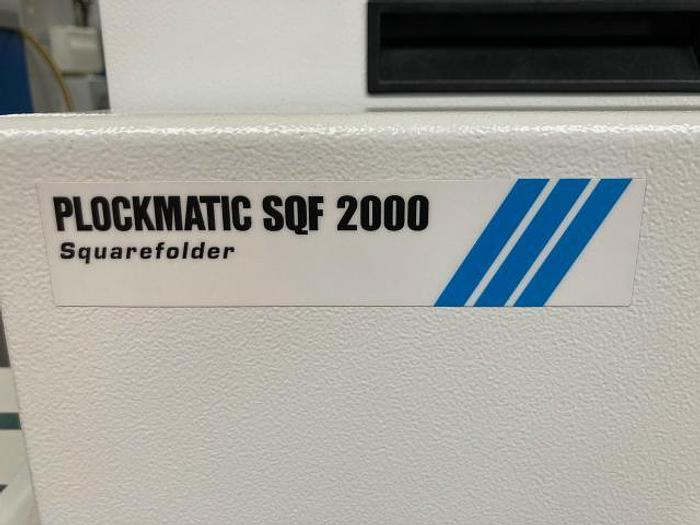 PLOCKMATIC SQF 2000
Squarefolder